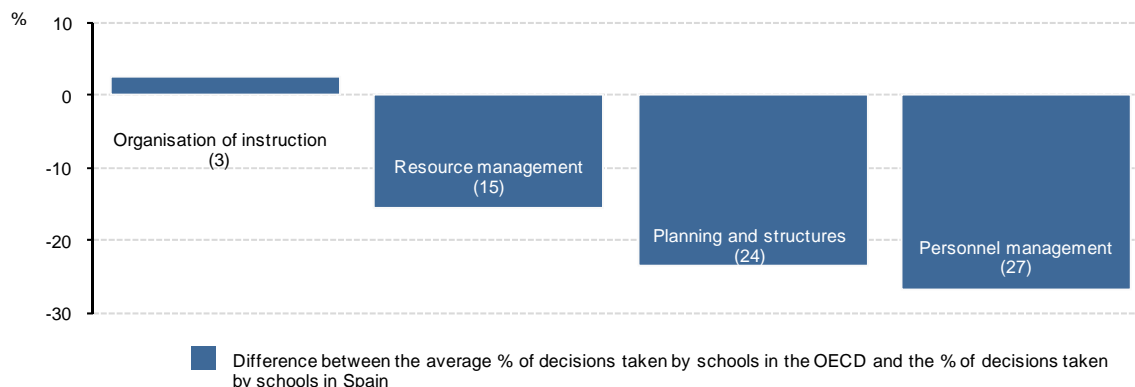 %
10
0
-10
-20
-30
Organisation of instruction
(3)
Resource management
(15)
Planning and structures
(24)
Personnel management
(27)
Difference between the average % of decisions taken by schools in the OECD and the % of decisions taken
by schools in Spain